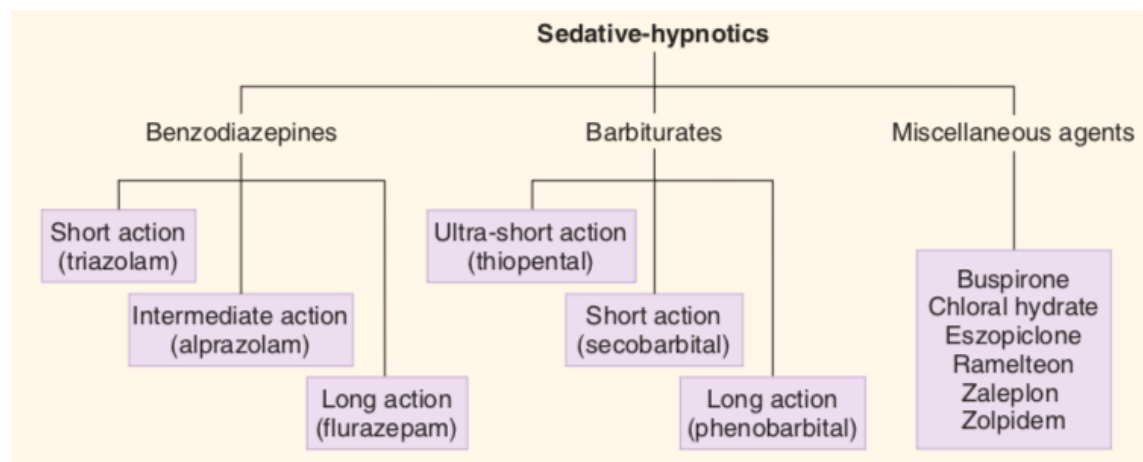 Sedative-hypnotics
Benzodiazepines
Barbiturates
Miscellaneous agents
Short action
(triazolam)
Intermediate action
(alprazolam)
Long action
(flurazepam)
Ultra-short action
(thiopental)
Short action
(secobarbital)
Long action
(phenobarbital)
Buspirone
Chloral hydrate
Eszopiclone
Ramelteon
Zaleplon
Zolpidem